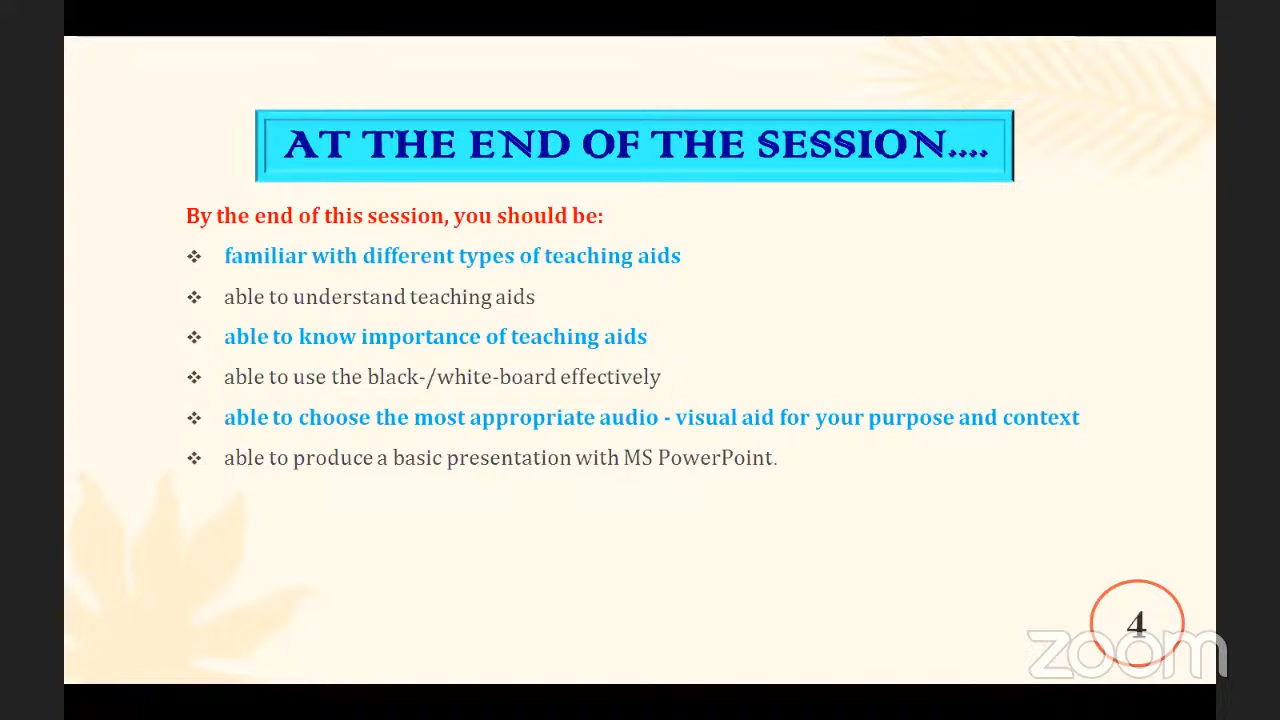 AT THE END OF THE SESSION....
By the end of this session, you should be:
❖ familiar with different types of teaching aids
❖ able to understand teaching aids
❖ able to know importance of teaching aids
❖ able to use the black-/white-board effectively
❖ able to choose the most appropriate audio - visual aid for your purpose and context
❖ able to produce a basic presentation with MS PowerPoint.
4
zoom